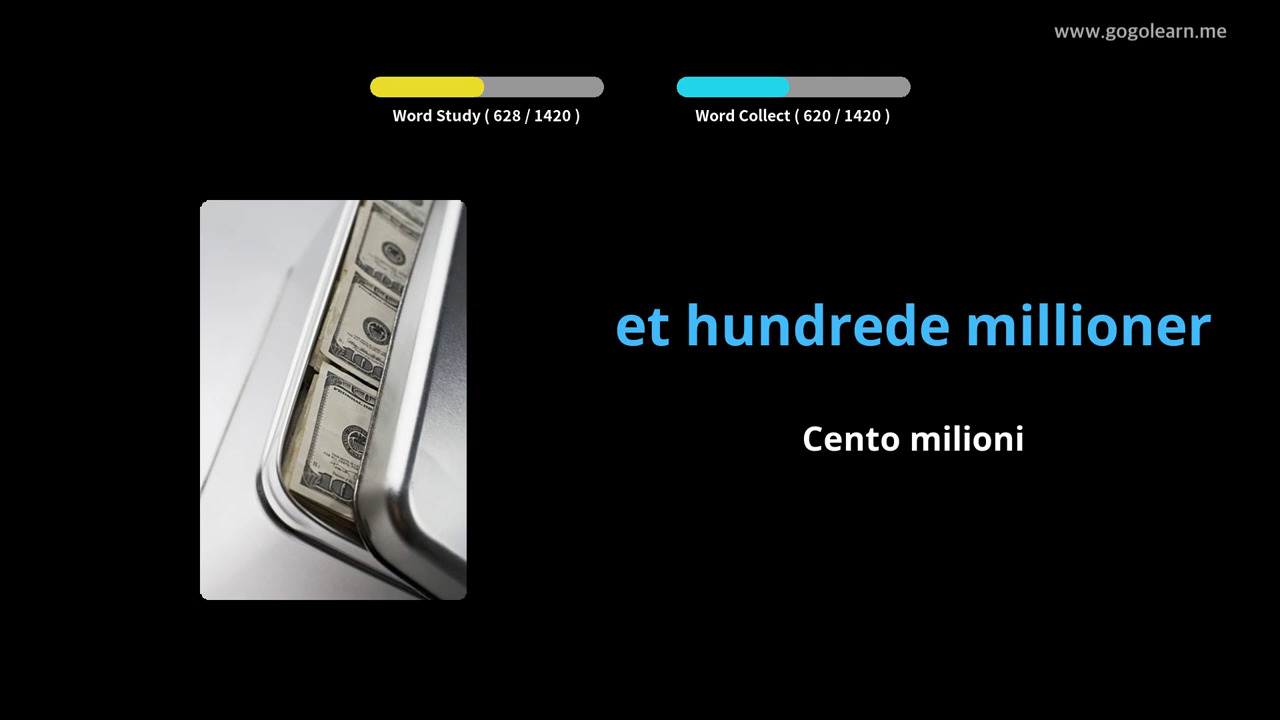 www.gogolearn.me
Word Study ( 628 / 1420 )
Word Collect ( 620 / 1420 )
et hundrede millioner
Cento milioni